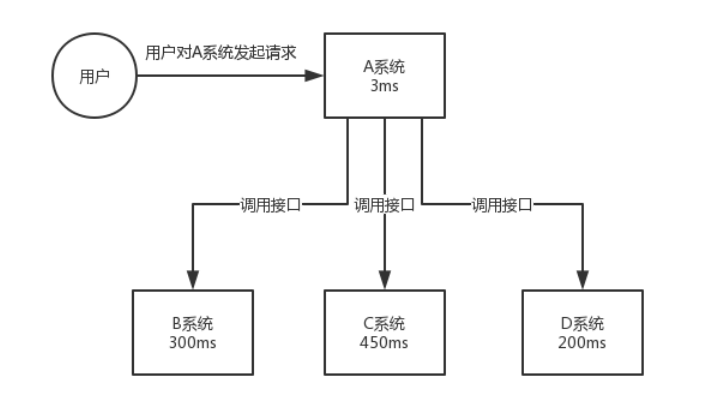 用户对A系统发起请求
用户
A系统
3ms
调用接口
调用接口
调用接口
B系统
300ms
C系统
450ms
D系统
200ms